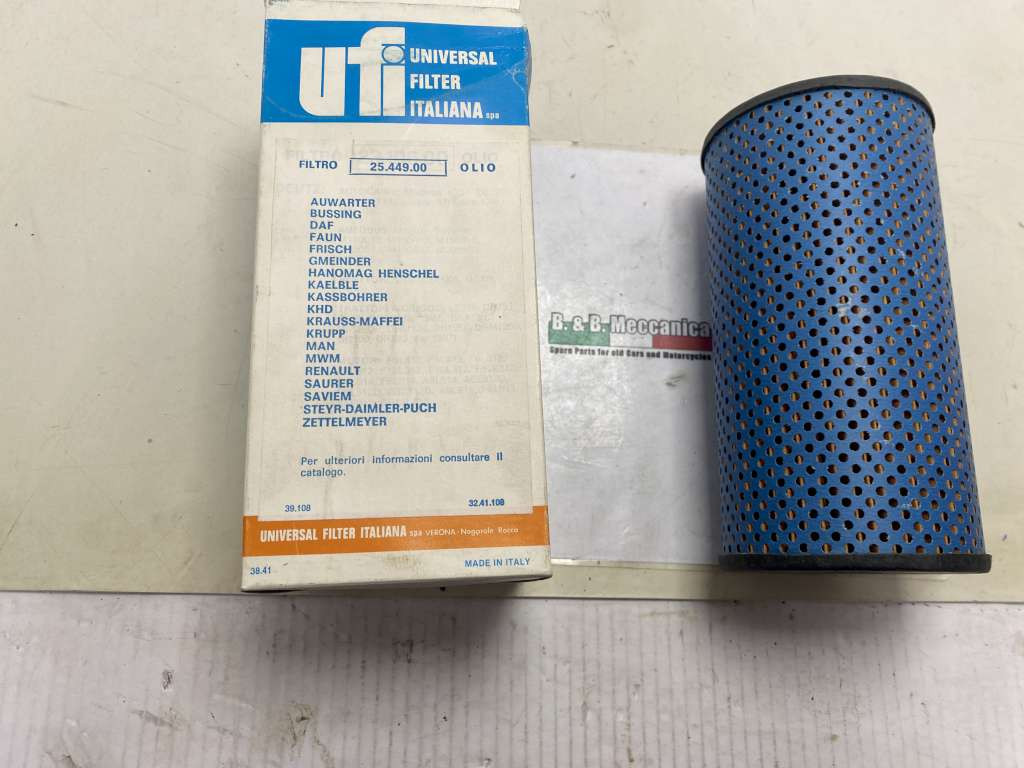 ufi
UNIVERSAL
FILTER
ITALIANA spa
FILTRO 25.449.00 OLIO
AUWARTER
BUSSING
DAF
FAUN
FRISCH
GMEINDER
HANOMAG HENSCHEL
KAELBLE
KASSBOHRER
KHD
KRAUSS-MAFFEI
KRUPP
MAN
MWM
RENAULT
SAURER
SAVIEM
STEYR-DAIMLER-PUCH
ZETTELMEYER
Per ulteriori informazioni consultare il
catalogo.
39.108 32.41.108
UNIVERSAL FILTER ITALIANA spa VERONA - Nogarole Rocca
38.41 MADE IN ITALY
B. & B. Meccanica
Spare Parts for old Cars and Motorcycles